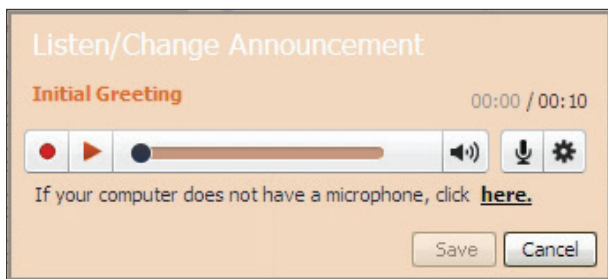 Listen/Change Announcement
Initial Greeting
00:00 / 00:10
If your computer does not have a microphone, click here.
Save Cancel